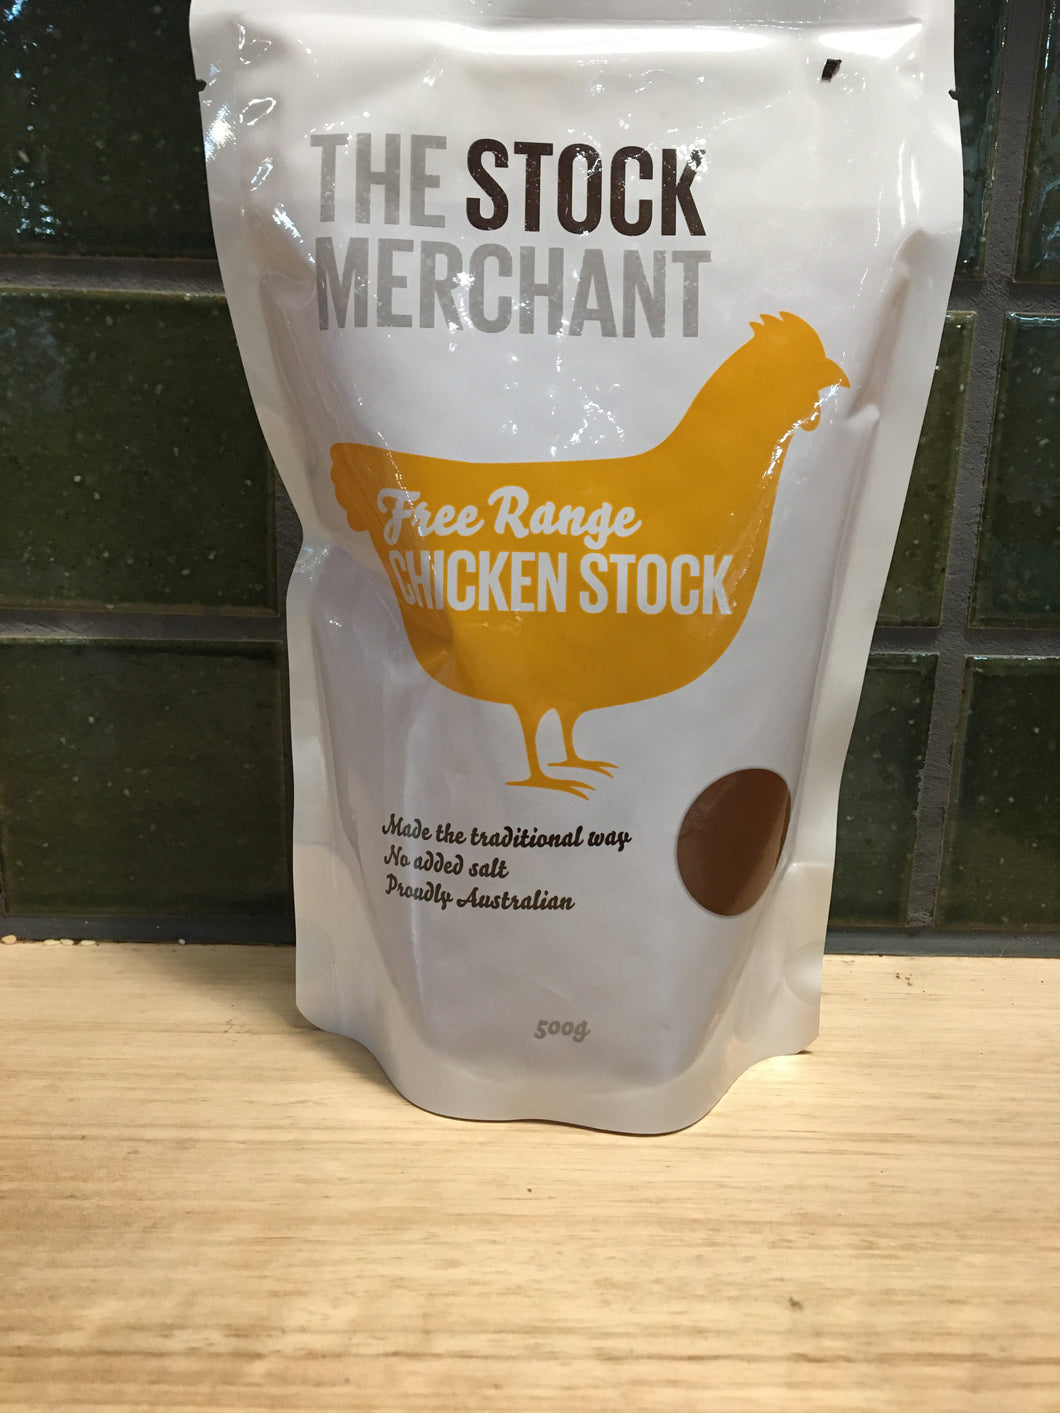 THE STOCK
MERCHANT
Free Range
CHICKEN STOCK
Made the traditional way
No added salt
Proudly Australian
500g